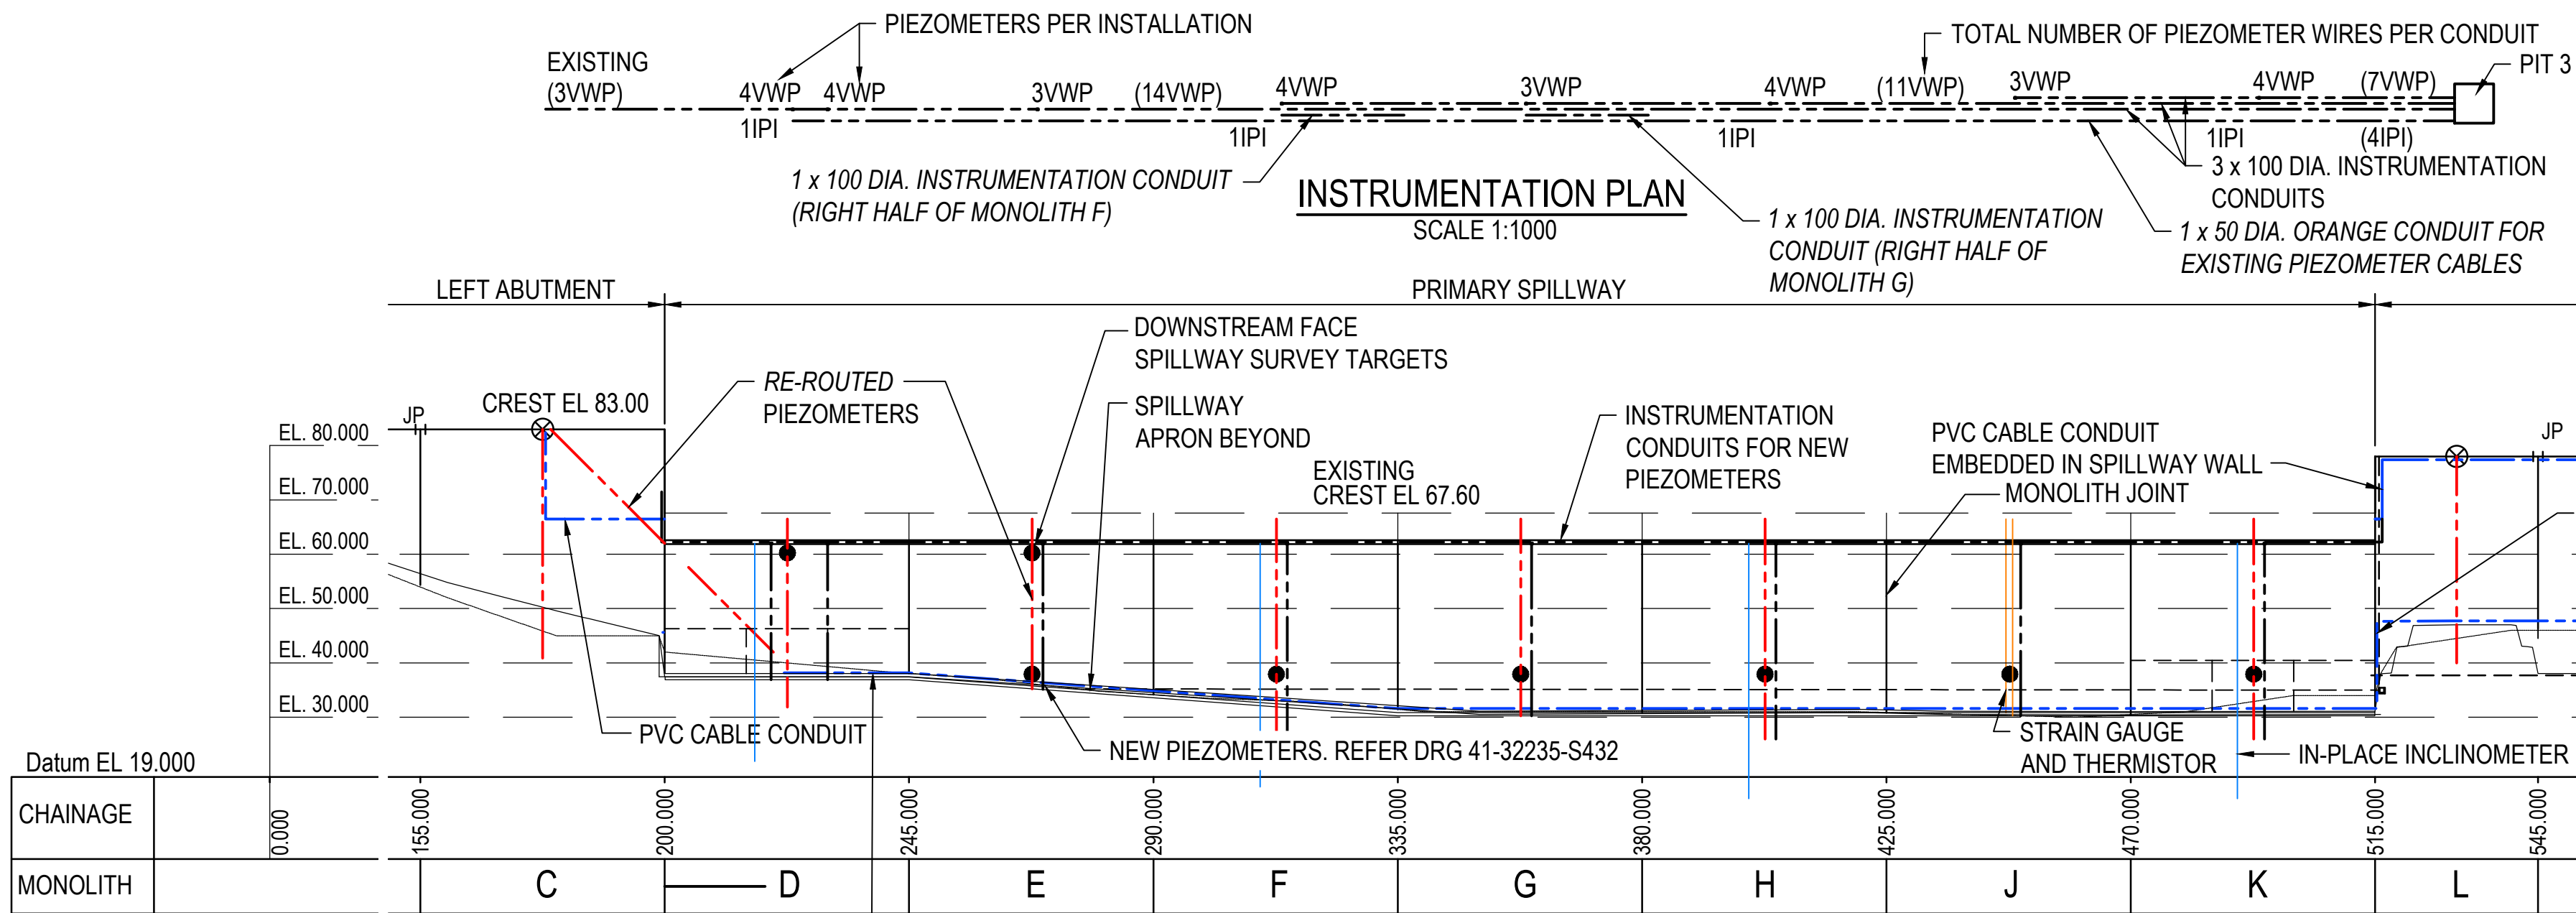 PIEZOMETERS PER INSTALLATION
TOTAL NUMBER OF PIEZOMETER WIRES PER CONDUIT
PIT 3
EXISTING
(3VWP)
4VWP
4VWP
3VWP
(14VWP)
4VWP
3VWP
4VWP
(11VWP)
3VWP
4VWP
(7VWP)
1IPI
1IPI
1IPI
1IPI
(4IPI)
1 x 100 DIA. INSTRUMENTATION CONDUIT
(RIGHT HALF OF MONOLITH F)
INSTRUMENTATION PLAN
SCALE 1:1000
1 x 100 DIA. INSTRUMENTATION
CONDUIT (RIGHT HALF OF
MONOLITH G)
3 x 100 DIA. INSTRUMENTATION
CONDUITS
1 x 50 DIA. ORANGE CONDUIT FOR
EXISTING PIEZOMETER CABLES
LEFT ABUTMENT
PRIMARY SPILLWAY
DOWNSTREAM FACE
SPILLWAY SURVEY TARGETS
RE-ROUTED
PIEZOMETERS
SPILLWAY
APRON BEYOND
JP
CREST EL 83.00
EXISTING
CREST EL 67.60
INSTRUMENTATION
CONDUITS FOR NEW
PIEZOMETERS
PVC CABLE CONDUIT
EMBEDDED IN SPILLWAY WALL
MONOLITH JOINT
JP
EL. 80.000
EL. 70.000
EL. 60.000
EL. 50.000
EL. 40.000
EL. 30.000
PVC CABLE CONDUIT
NEW PIEZOMETERS. REFER DRG 41-32235-S432
STRAIN GAUGE
AND THERMISTOR
IN-PLACE INCLINOMETER
Datum EL 19.000
CHAINAGE
0.000
155.000
200.000
245.000
290.000
335.000
380.000
425.000
470.000
515.000
545.000
MONOLITH
C
D
E
F
G
H
J
K
L